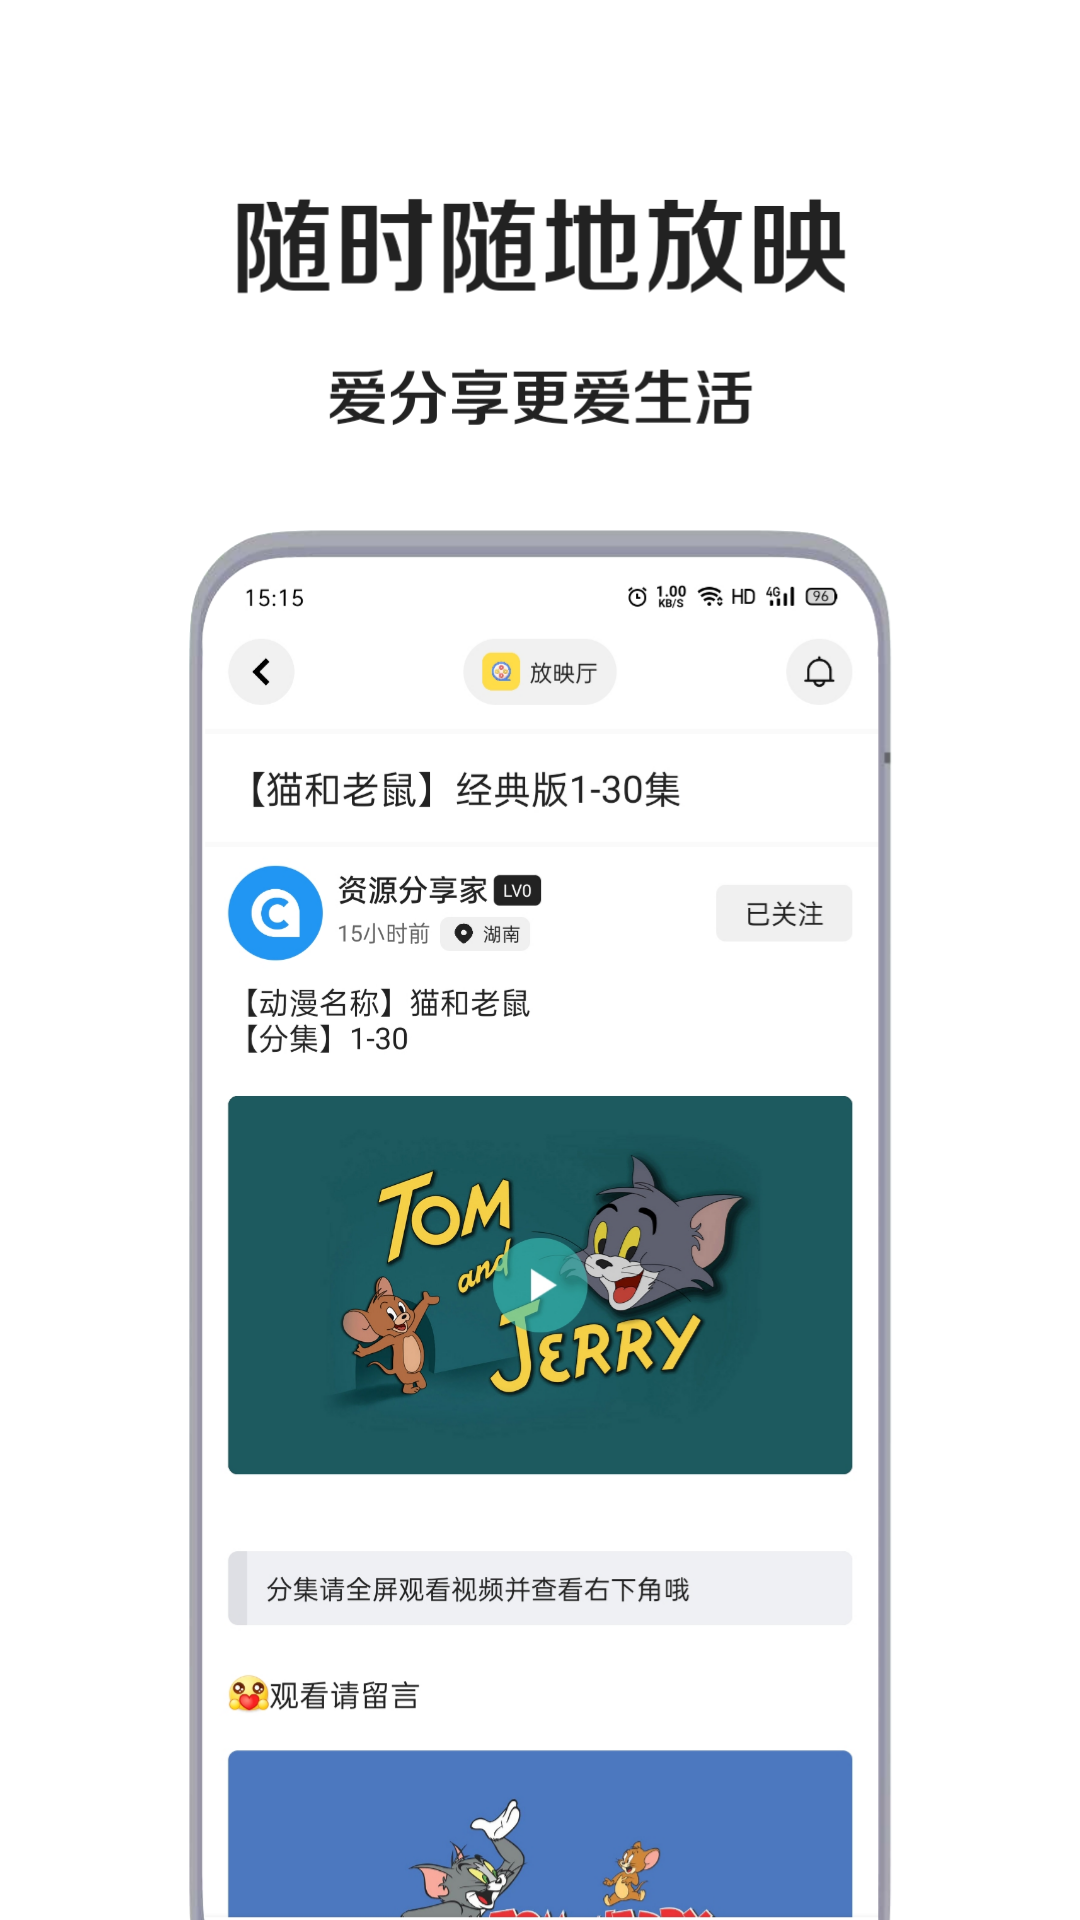 随时随地放映
爱分享更爱生活
15:15
1.00 KB/S HD 4G 96
放映厅
【猫和老鼠】经典版1-30集
资源分享家 LV0
15小时前 湖南
已关注
【动漫名称】猫和老鼠
【分集】1-30
TOM
and
JERRY
分集请全屏观看视频并查看右下角哦
观看请留言
TOM JERRY